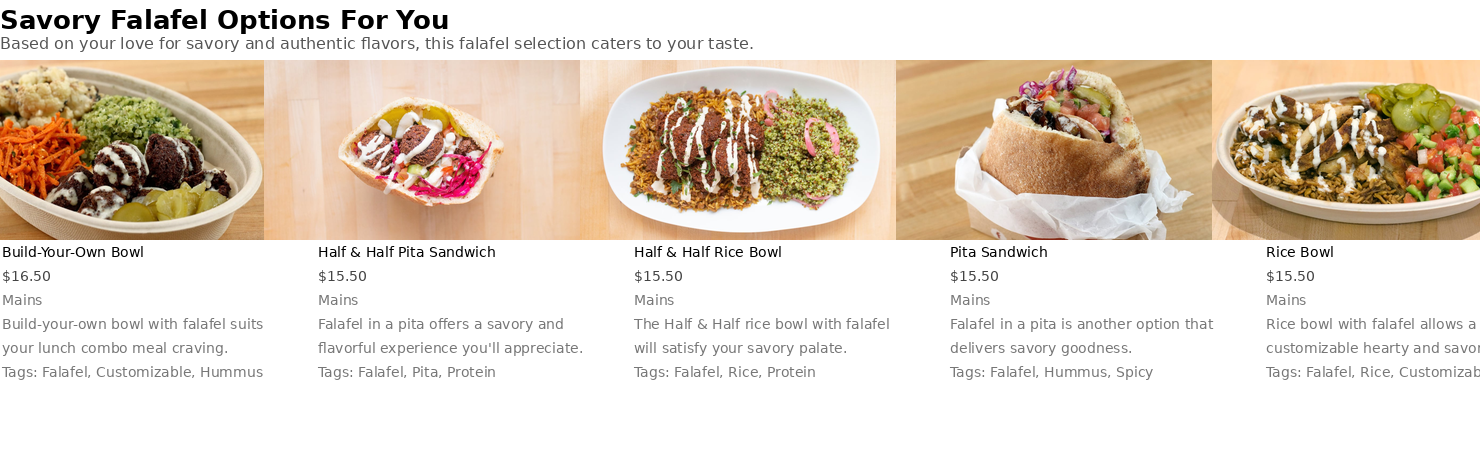 Savory Falafel Options For You
Based on your love for savory and authentic flavors, this falafel selection caters to your taste.
Build-Your-Own Bowl
$16.50
Mains
Build-your-own bowl with falafel suits
your lunch combo meal craving.
Tags: Falafel, Customizable, Hummus
Half & Half Pita Sandwich
$15.50
Mains
Falafel in a pita offers a savory and
flavorful experience you'll appreciate.
Tags: Falafel, Pita, Protein
Half & Half Rice Bowl
$15.50
Mains
The Half & Half rice bowl with falafel
will satisfy your savory palate.
Tags: Falafel, Rice, Protein
Pita Sandwich
$15.50
Mains
Falafel in a pita is another option that
delivers savory goodness.
Tags: Falafel, Hummus, Spicy
Rice Bowl
$15.50
Mains
Rice bowl with falafel allows a
customizable hearty and
Tags: Falafel, Rice,